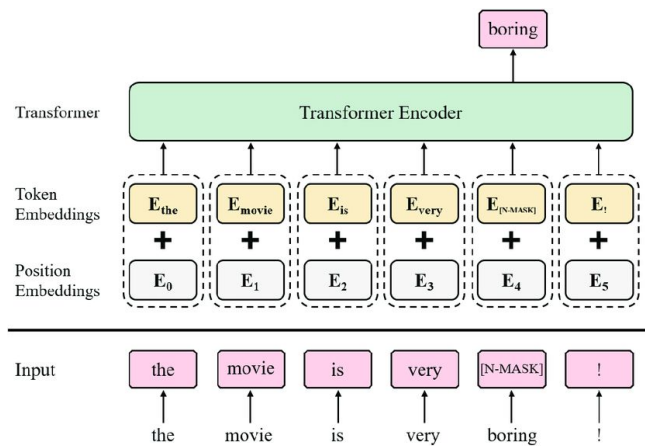 boring
Transformer
Transformer Encoder
Token
Embeddings
E_the E_movie E_is E_very E_[N-MASK] E_!
+ + + + + +
Position
Embeddings
E_0 E_1 E_2 E_3 E_4 E_5
Input
the movie is very [N-MASK] !
the movie is very boring !